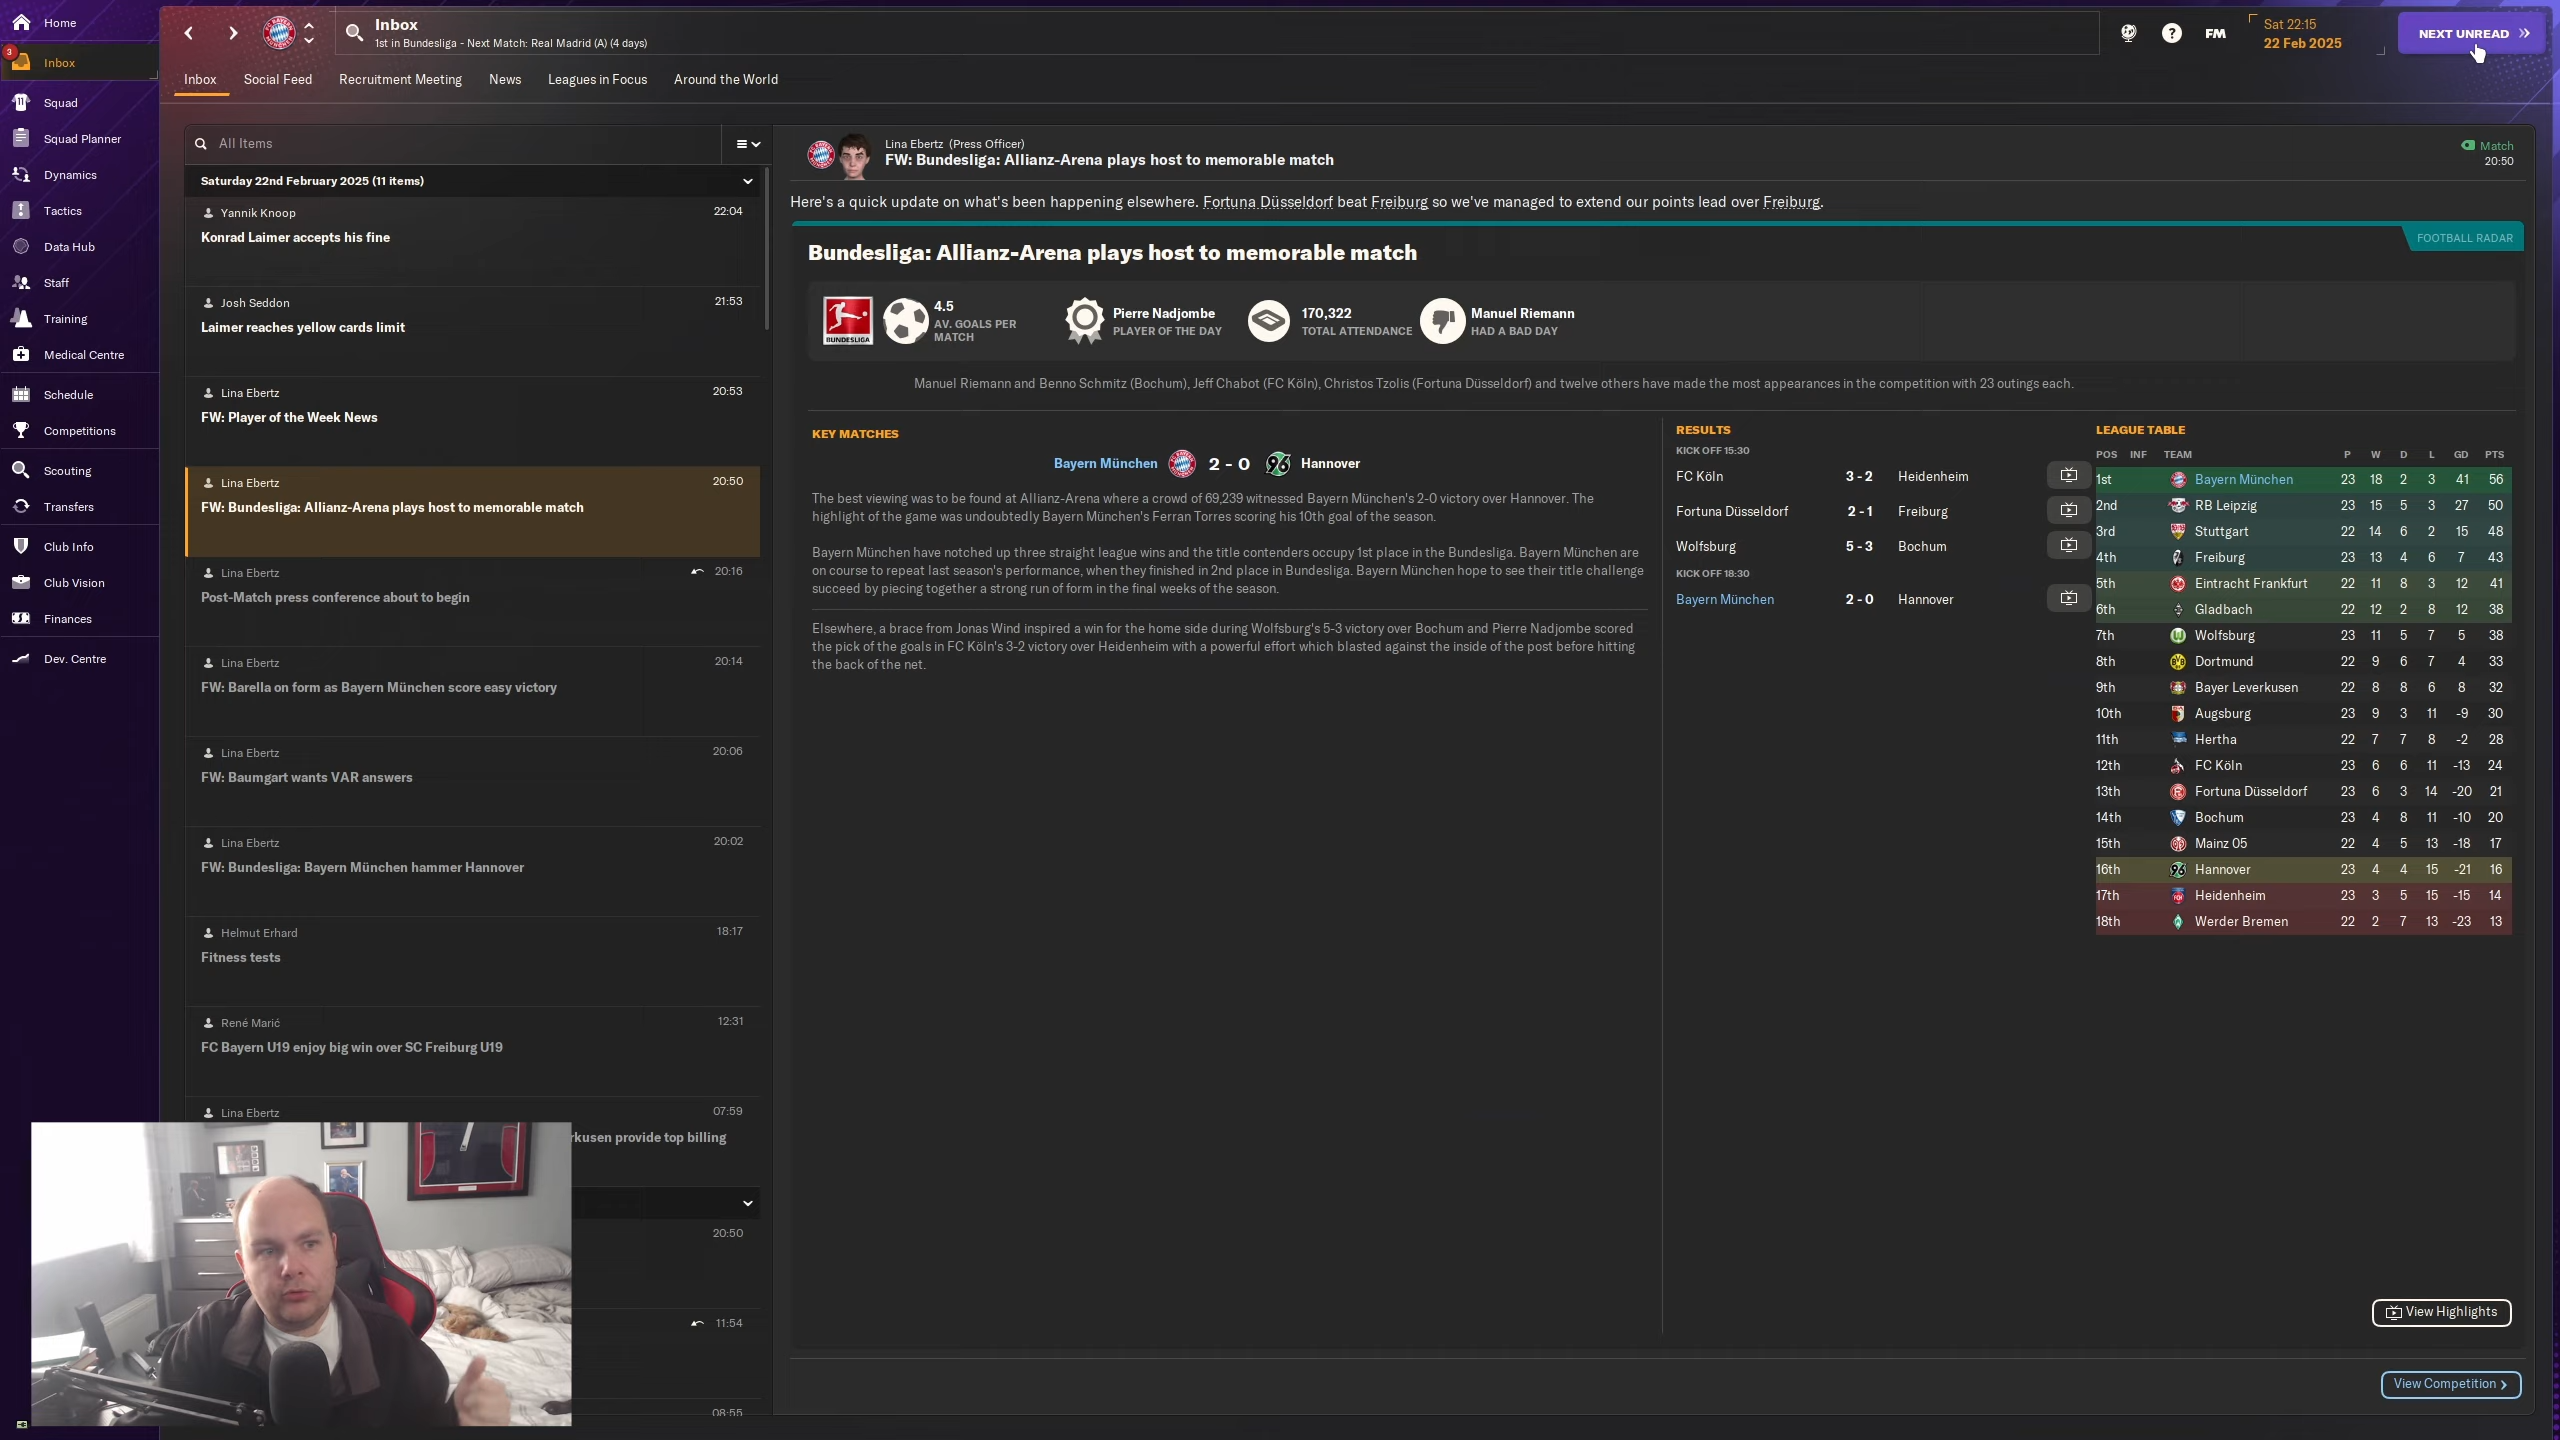 Home
3
Inbox
Squad
Squad Planner
Dynamics
Tactics
Data Hub
Staff
Training
Medical Centre
Schedule
Competitions
Scouting
Transfers
Club Info
Club Vision
Finances
Dev. Centre
Inbox
1st in Bundesliga - Next Match: Real Madrid (A) (4 days)
FM
Sat 22:15
22 Feb 2025
NEXT UNREAD
Inbox Social Feed Recruitment Meeting News Leagues in Focus Around the World
All Items
Saturday 22nd February 2025 (11 items)
Yannik Knoop 22:04
Konrad Laimer accepts his fine
Josh Seddon 21:53
Laimer reaches yellow cards limit
Lina Ebertz 20:53
FW: Player of the Week News
Lina Ebertz 20:50
FW: Bundesliga: Allianz-Arena plays host to memorable match
Lina Ebertz 20:16
Post-Match press conference about to begin
Lina Ebertz 20:14
FW: Barella on form as Bayern München score easy victory
Lina Ebertz 20:06
FW: Baumgart wants VAR answers
Lina Ebertz 20:02
FW: Bundesliga: Bayern München hammer Hannover
Helmut Erhard 18:17
Fitness tests
René Marić 12:31
FC Bayern U19 enjoy big win over SC Freiburg U19
Lina Ebertz 07:59
rkusen provide top billing
20:50
11:54
08:55
Lina Ebertz (Press Officer)
FW: Bundesliga: Allianz-Arena plays host to memorable match
Match
20:50
Here's a quick update on what's been happening elsewhere. Fortuna Düsseldorf beat Freiburg so we've managed to extend our points lead over Freiburg.
FOOTBALL RADAR
Bundesliga: Allianz-Arena plays host to memorable match
BUNDESLIGA
4.5
AV. GOALS PER
MATCH
Pierre Nadjombe
PLAYER OF THE DAY
170,322
TOTAL ATTENDANCE
Manuel Riemann
HAD A BAD DAY
Manuel Riemann and Benno Schmitz (Bochum), Jeff Chabot (FC Köln), Christos Tzolis (Fortuna Düsseldorf) and twelve others have made the most appearances in the competition with 23 outings each.
KEY MATCHES
Bayern München 2 - 0 Hannover
The best viewing was to be found at Allianz-Arena where a crowd of 69,239 witnessed Bayern München's 2-0 victory over Hannover. The
highlight of the game was undoubtedly Bayern München's Ferran Torres scoring his 10th goal of the season.
Bayern München have notched up three straight league wins and the title contenders occupy 1st place in the Bundesliga. Bayern München are
on course to repeat last season's performance, when they finished in 2nd place in Bundesliga. Bayern München hope to see their title challenge
succeed by piecing together a strong run of form in the final weeks of the season.
Elsewhere, a brace from Jonas Wind inspired a win for the home side during Wolfsburg's 5-3 victory over Bochum and Pierre Nadjombe scored
the pick of the goals in FC Köln's 3-2 victory over Heidenheim with a powerful effort which blasted against the inside of the post before hitting
the back of the net.
RESULTS
KICK OFF 15:30
FC Köln 3 - 2 Heidenheim
Fortuna Düsseldorf 2 - 1 Freiburg
Wolfsburg 5 - 3 Bochum
KICK OFF 18:30
Bayern München 2 - 0 Hannover
LEAGUE TABLE
POS INF TEAM P W D L GD PTS
1st Bayern München 23 18 2 3 41 56
2nd RB Leipzig 23 15 5 3 27 50
3rd Stuttgart 22 14 6 2 15 48
4th Freiburg 23 13 4 6 7 43
5th Eintracht Frankfurt 22 11 8 3 12 41
6th Gladbach 22 12 2 8 12 38
7th Wolfsburg 23 11 5 7 5 38
8th Dortmund 22 9 6 7 4 33
9th Bayer Leverkusen 22 8 8 6 8 32
10th Augsburg 23 9 3 11 -9 30
11th Hertha 22 7 7 8 -2 28
12th FC Köln 23 6 6 11 -13 24
13th Fortuna Düsseldorf 23 6 3 14 -20 21
14th Bochum 23 4 8 11 -10 20
15th Mainz 05 22 4 5 13 -18 17
16th Hannover 23 4 4 15 -21 16
17th Heidenheim 23 3 5 15 -15 14
18th Werder Bremen 22 2 7 13 -23 13
View Highlights
View Competition